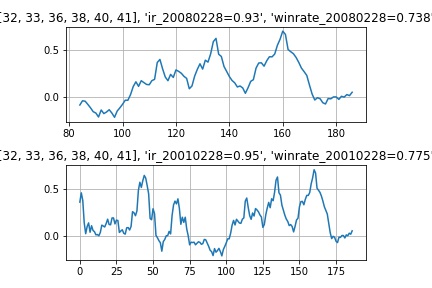 [32, 33, 36, 38, 40, 41], 'ir_20080228=0.93', 'winrate_20080228=0.738'
0.5
0.0
80 100 120 140 160 180
[32, 33, 36, 38, 40, 41], 'ir_20010228=0.95', 'winrate_20010228=0.775'
0.5
0.0
0 25 50 75 100 125 150 175